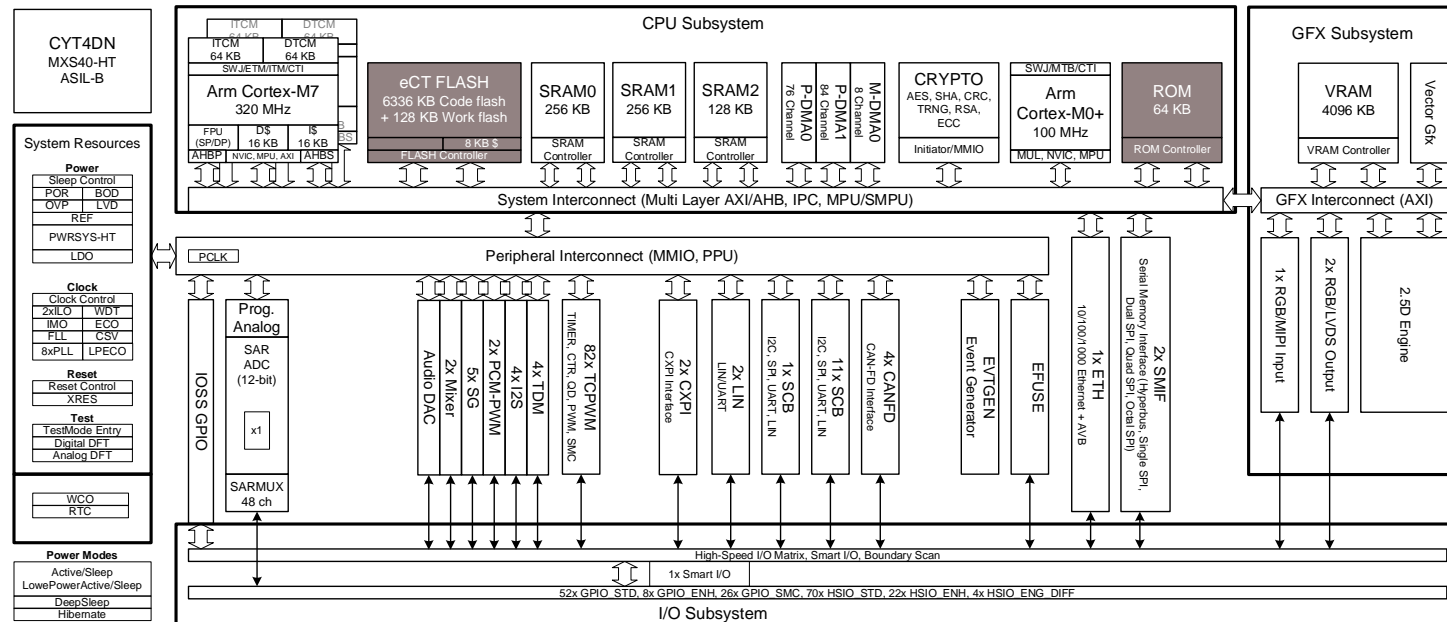 CYT4DN
MXS40-HT
ASIL-B
System Resources
Power
Sleep Control
POR
BOD
OVP
LVD
REF
PWRSYS-HT
LDO
Clock
Clock Control
2xILO
WDT
IMO
ECO
FLL
CSV
8xPLL
LPECO
Reset
Reset Control
XRES
Test
TestMode Entry
Digital DFT
Analog DFT
WCO
RTC
Power Modes
Active/Sleep
LowePowerActive/Sleep
DeepSleep
Hibernate
CPU Subsystem
ITCM
64 KB
DTCM
64 KB
ITCM
64 KB
DTCM
64 KB
SWJ/ETM/ITM/CTI
Arm Cortex-M7
320 MHz
FPU
(SP/DP)
D$
16 KB
I$
16 KB
AHBP
NVIC, MPU, AXI
AHBS
eCT FLASH
6336 KB Code flash
+ 128 KB Work flash
8 KB $
FLASH Controller
SRAM0
256 KB
SRAM
Controller
SRAM1
256 KB
SRAM
Controller
SRAM2
128 KB
SRAM
Controller
P-DMA0
76 Channel
P-DMA1
84 Channel
M-DMA0
8 Channel
CRYPTO
AES, SHA, CRC,
TRNG, RSA,
ECC
Initiator/MMIO
SWJ/MTB/CTI
Arm
Cortex-M0+
100 MHz
MUL, NVIC, MPU
ROM
64 KB
ROM Controller
System Interconnect (Multi Layer AXI/AHB, IPC, MPU/SMPU)
GFX Subsystem
VRAM
4096 KB
VRAM Controller
Vector Gfx
GFX Interconnect (AXI)
1x RGB/MIPI Input
2x RGB/LVDS Output
2.5D Engine
PCLK
Peripheral Interconnect (MMIO, PPU)
IOSS GPIO
Prog.
Analog
SAR
ADC
(12-bit)
x1
SARMUX
48 ch
Audio DAC
2x Mixer
5x SG
2x PCM-PWM
4x I2S
4x TDM
82x TCPWM
TIMER, CTR, QD, PWM, SMC
2x CXPI
CXPI Interface
2x LIN
LIN/UART
1x SCB
I2C, SPI, UART, LIN
11x SCB
I2C, SPI, UART, LIN
4x CANFD
CAN-FD Interface
EVTGEN
Event Generator
EFUSE
1x ETH
10/100/1000 Ethernet + AVB
2x SMIF
Serial Memory Interface (Hyperbus, Single SPI,
Dual SPI, Quad SPI, Octal SPI)
High-Speed I/O Matrix, Smart I/O, Boundary Scan
1x Smart I/O
52x GPIO_STD, 8x GPIO_ENH, 26x GPIO_SMC, 70x HSIO_STD, 22x HSIO_ENH, 4x HSIO_ENG_DIFF
I/O Subsystem